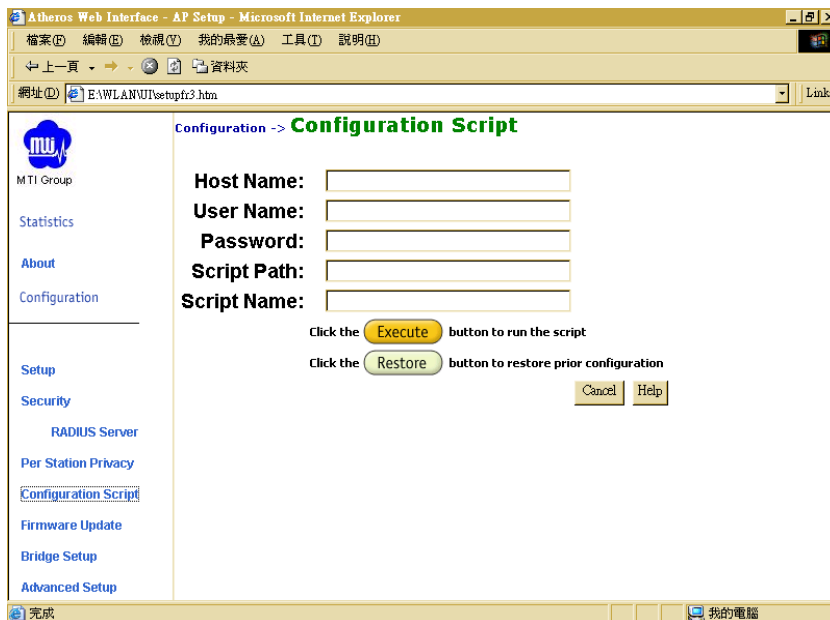 Atheros Web Interface - AP Setup - Microsoft Internet Explorer
檔案(F) 編輯(E) 檢視(V) 我的最愛(A) 工具(T) 說明(H)
上一頁 資料夾
網址(D) E:\WLAN\UI\setupfr3.htm Link
MTI Group
Statistics
About
Configuration
Setup
Security
RADIUS Server
Per Station Privacy
Configuration Script
Firmware Update
Bridge Setup
Advanced Setup
Configuration -> Configuration Script
Host Name:
User Name:
Password:
Script Path:
Script Name:
Click the Execute button to run the script
Click the Restore button to restore prior configuration
Cancel Help
完成 我的電腦